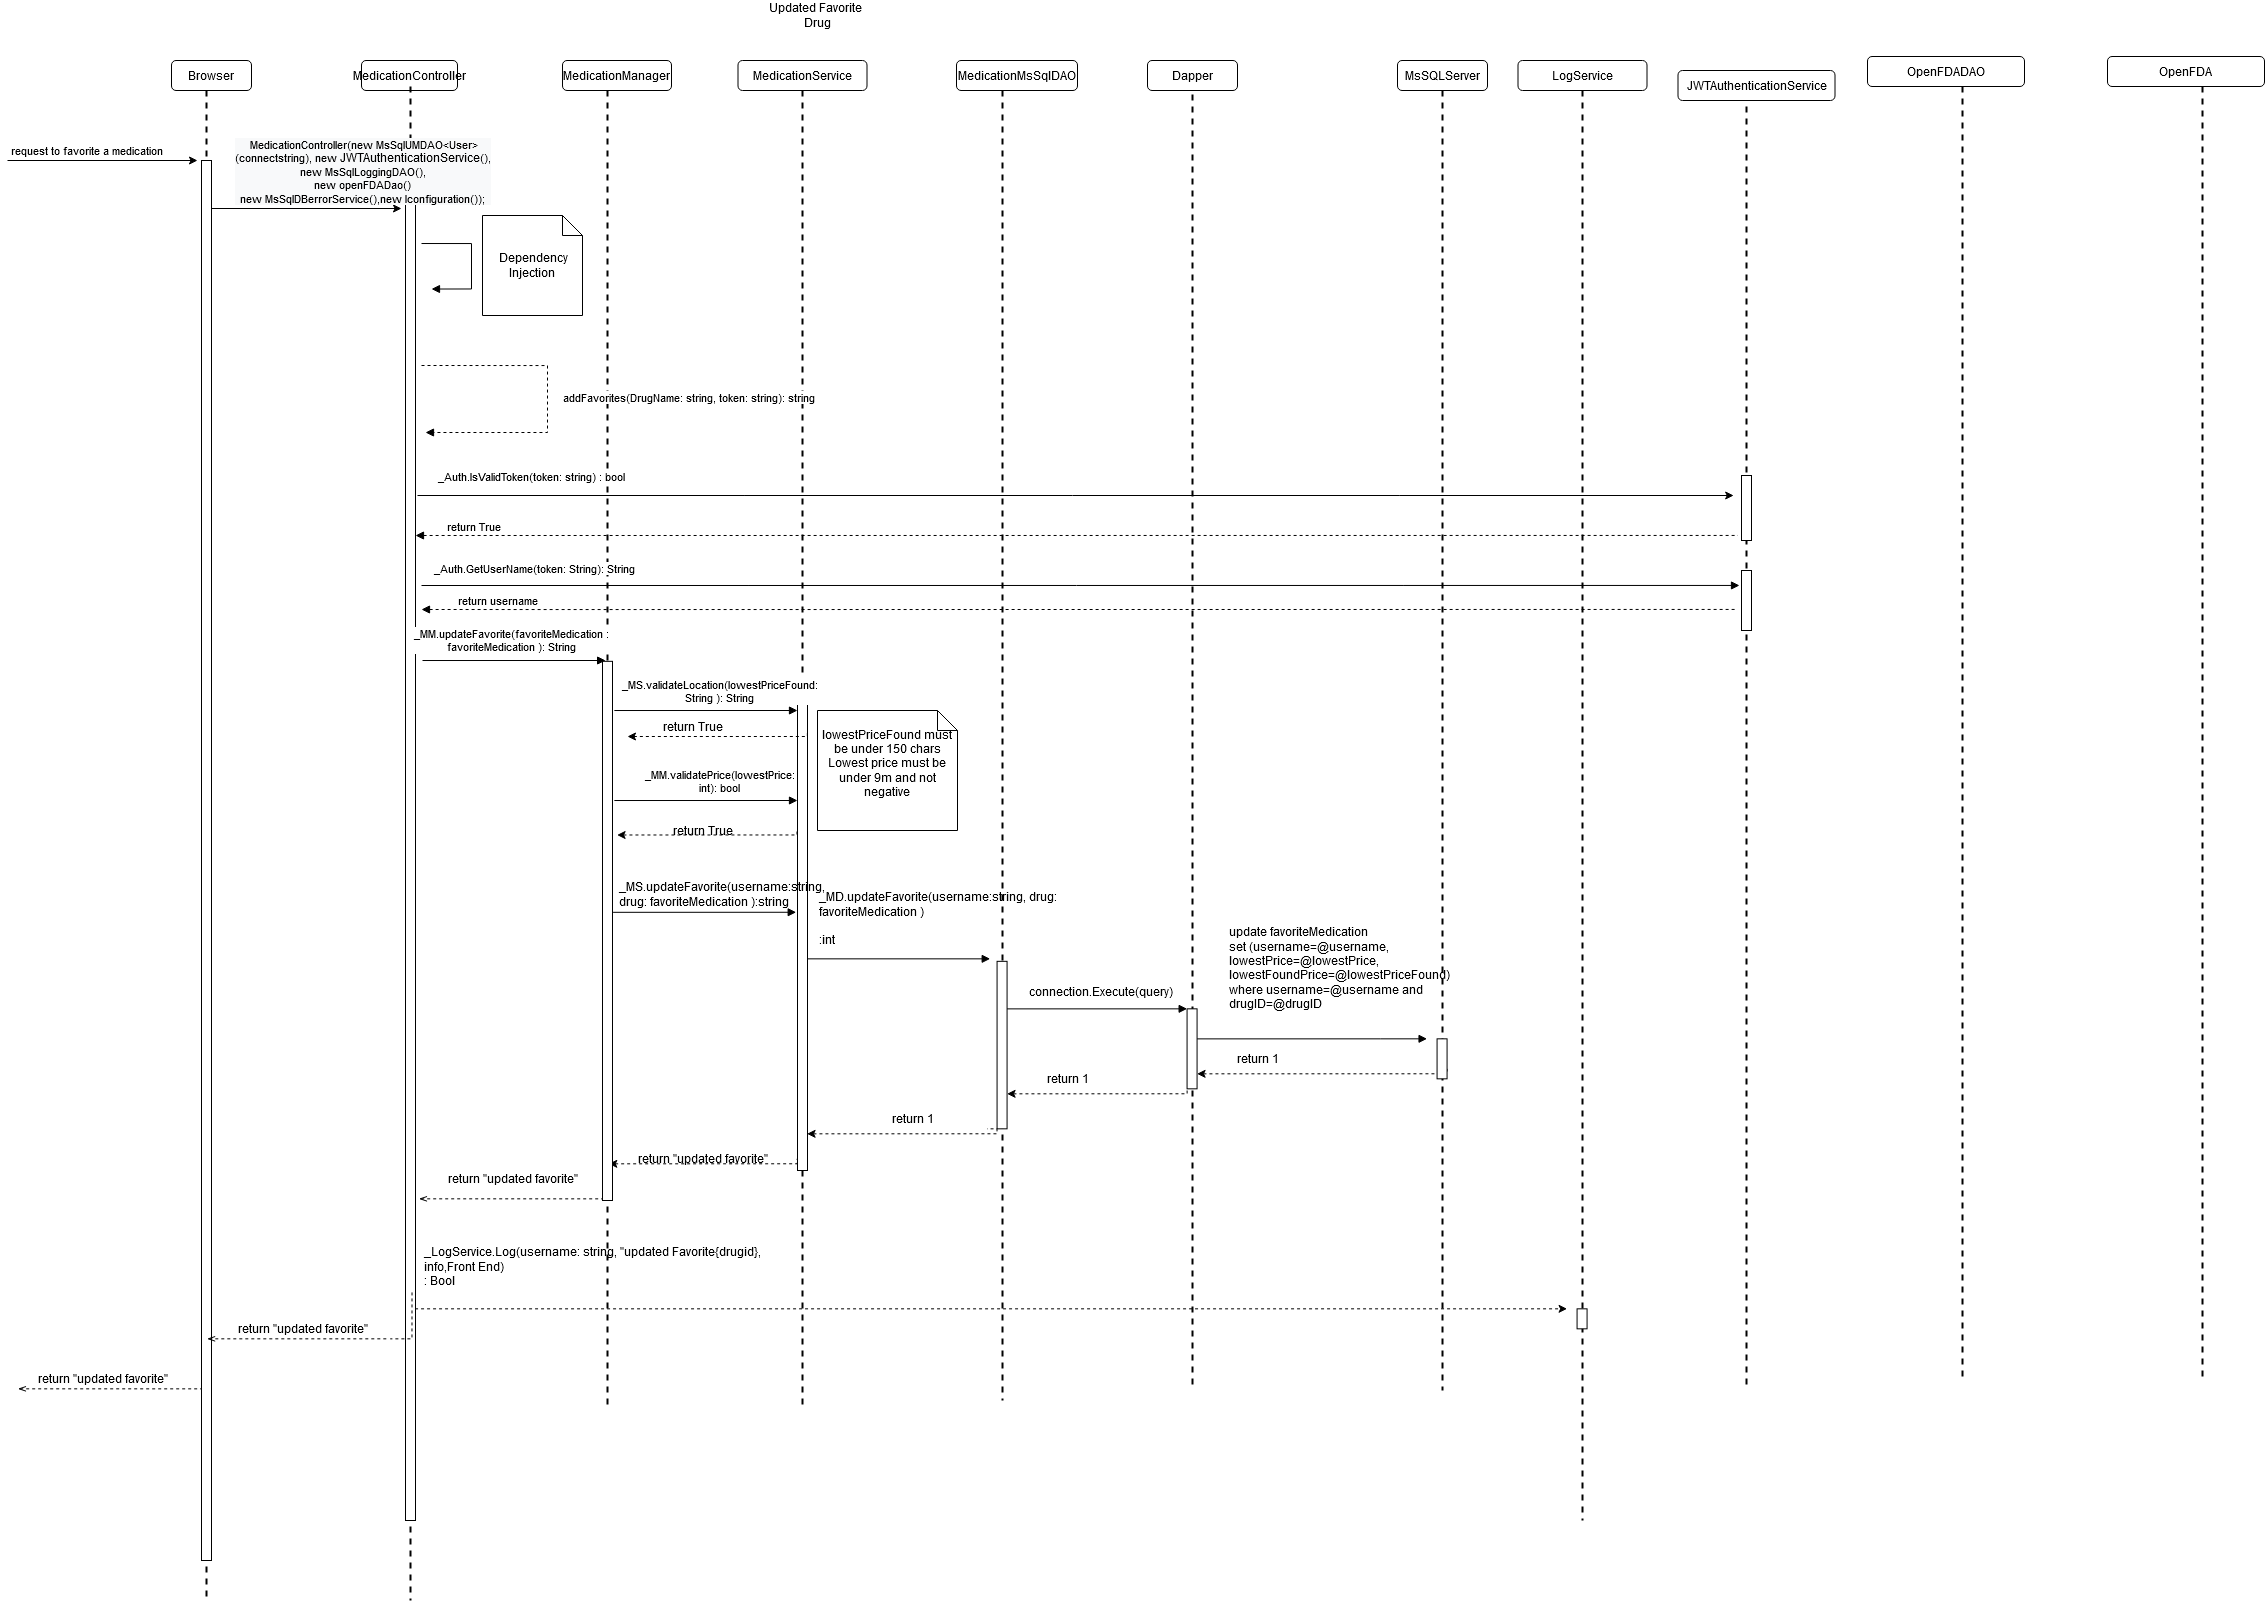 Updated Favorite
Drug
Browser
MedicationController
MedicationManager
MedicationService
MedicationMsSqlDAO
Dapper
MsSQLServer
LogService
JWTAuthenticationService
OpenFDADAO
OpenFDA
request to favorite a medication
MedicationController(new MsSqlUMDAO<User>
(connectstring), new JWTAuthenticationService(),
new MsSqlLoggingDAO(),
new openFDADao()
new MsSqlDBerrorService(),new Iconfiguration());
Dependency
Injection
addFavorites(DrugName: string, token: string): string
_Auth.IsValidToken(token: string) : bool
return True
_Auth.GetUserName(token: String): String
return username
_MM.updateFavorite(favoriteMedication :
favoriteMedication ): String
_MS.validateLocation(lowestPriceFound:
String ): String
return True
lowestPriceFound must
be under 150 chars
Lowest price must be
under 9m and not
negative
_MM.validatePrice(lowestPrice:
int): bool
return True
_MS.updateFavorite(username:string,
drug: favoriteMedication ):string
_MD.updateFavorite(username:string, drug:
favoriteMedication )
:int
update favoriteMedication
set (username=@username,
lowestPrice=@lowestPrice,
lowestFoundPrice=@lowestPriceFound)
where username=@username and
drugID=@drugID
connection.Execute(query)
return 1
return 1
return 1
return "updated favorite"
return "updated favorite"
_LogService.Log(username: string, "updated Favorite{drugid},
info,Front End)
: Bool
return "updated favorite"
return "updated favorite"